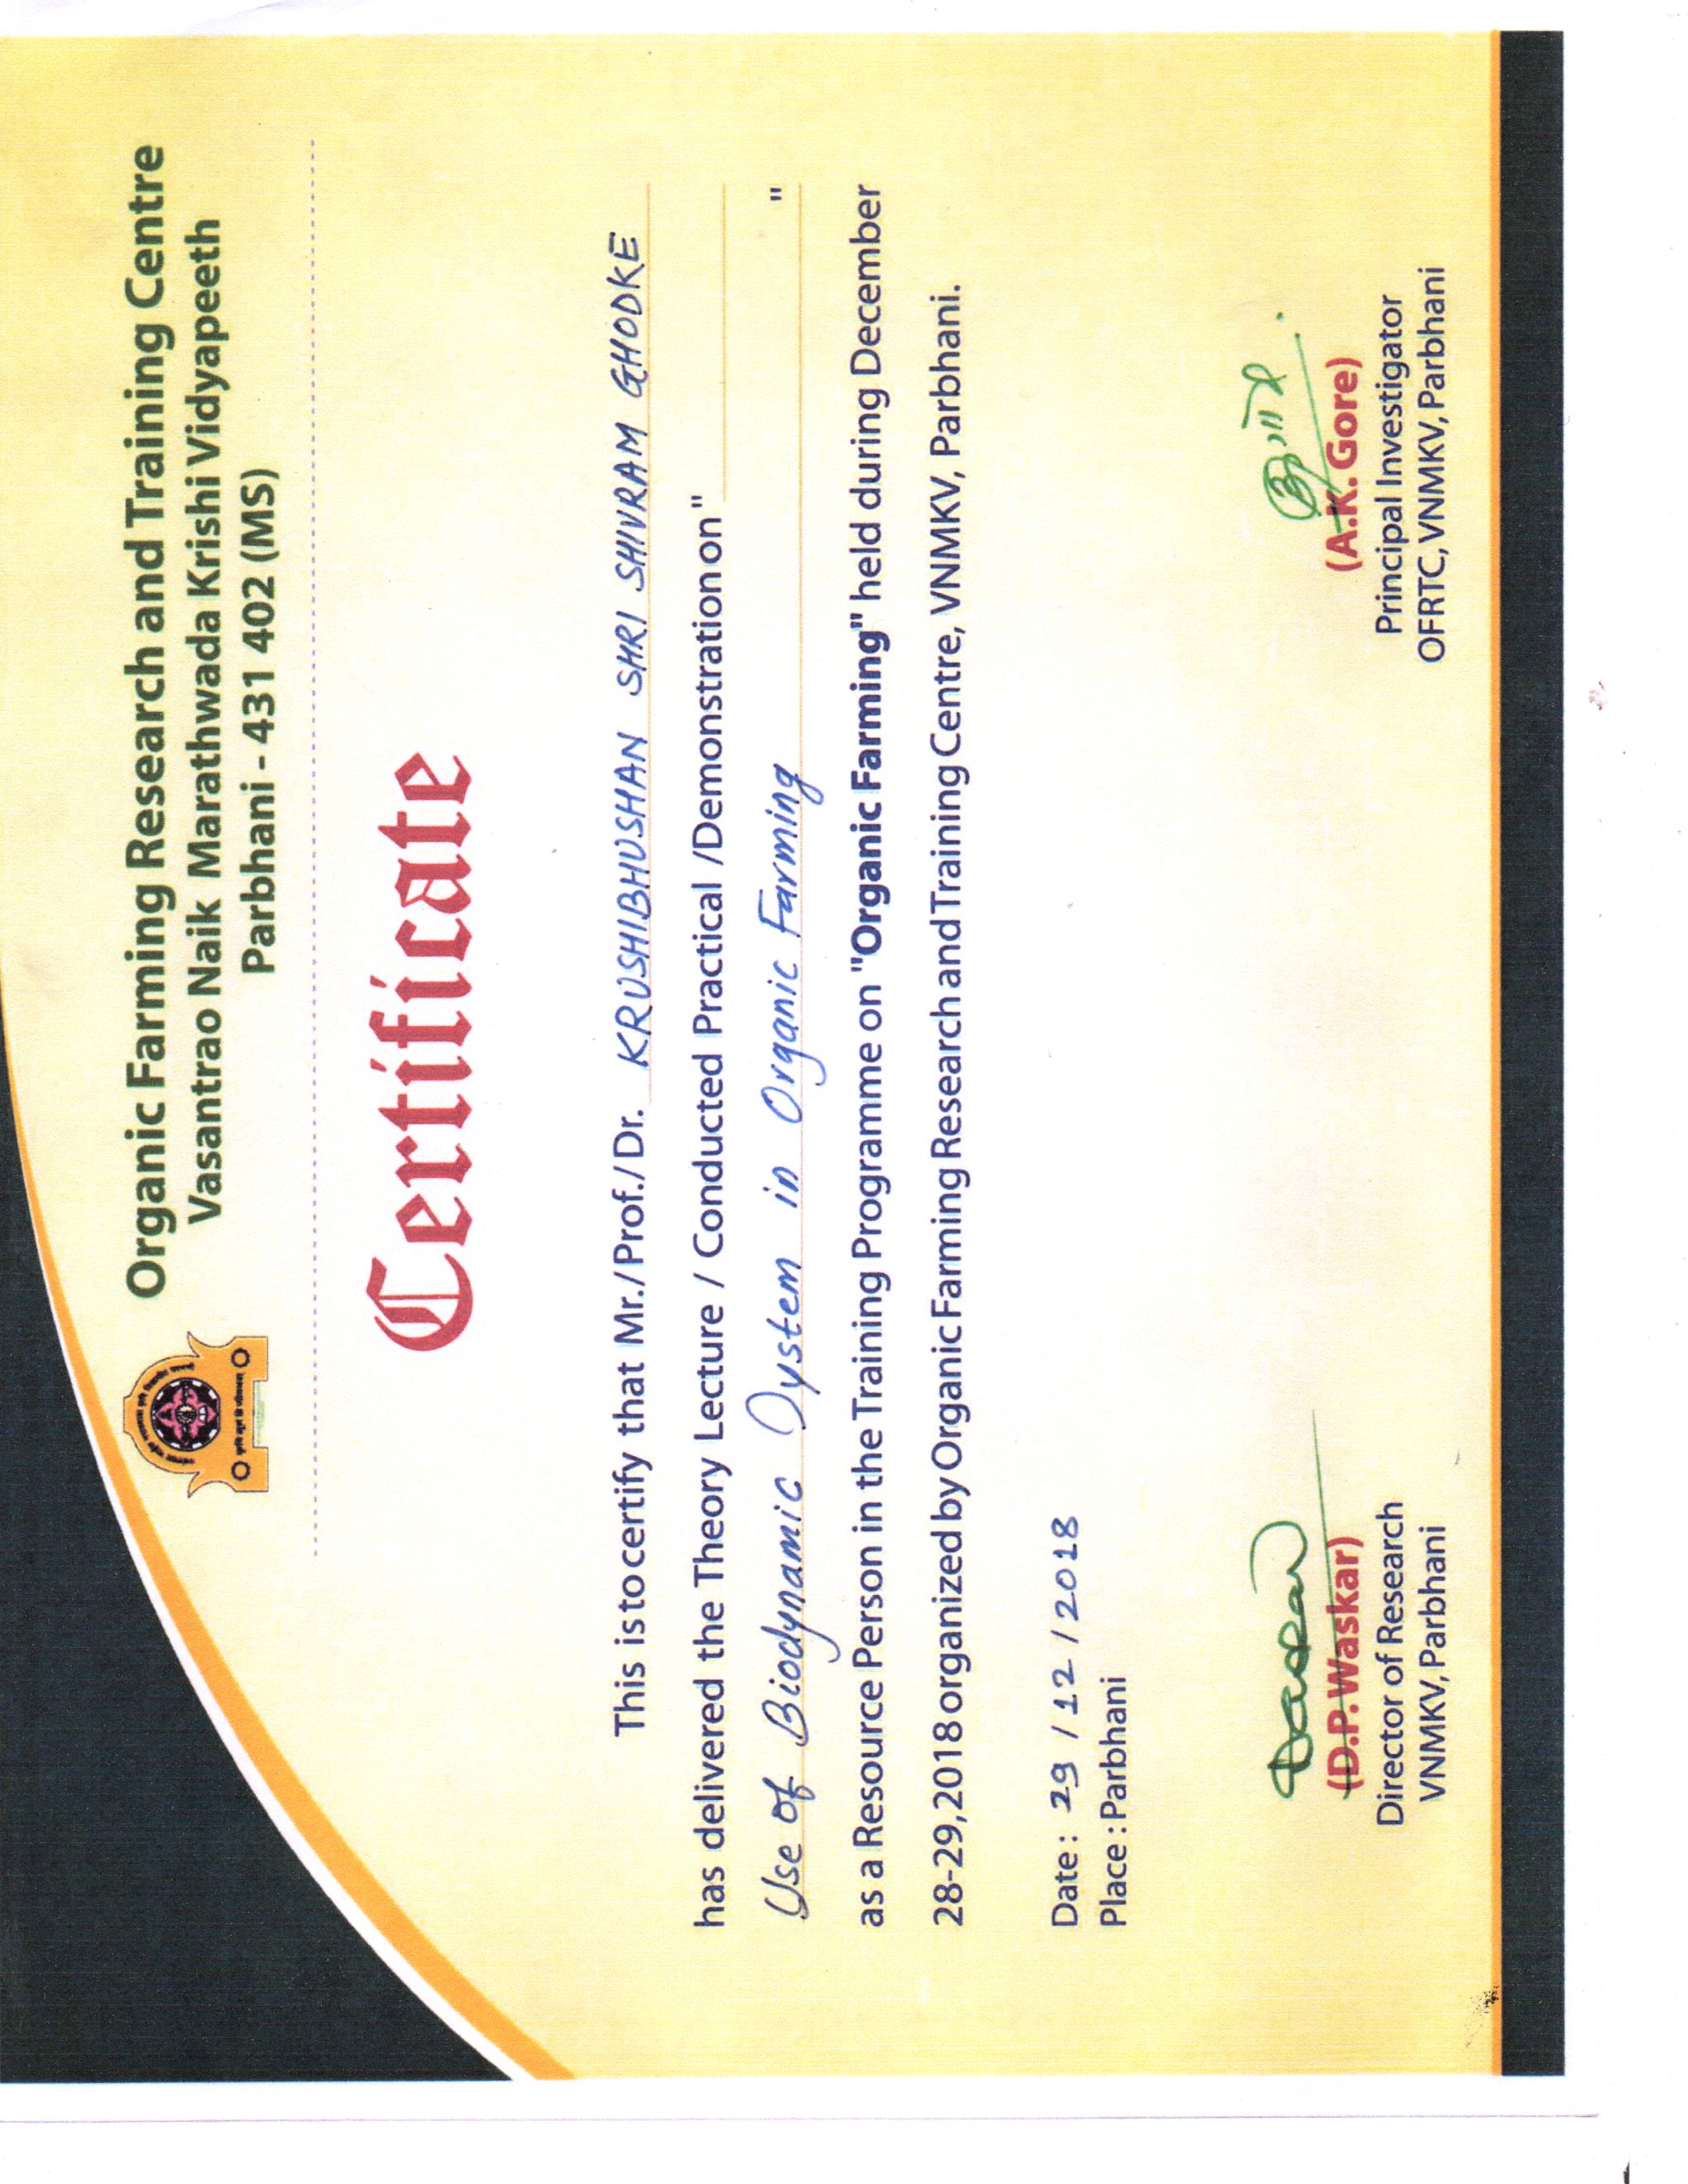 Organic Farming Research and Training Centre
Vasantrao Naik Marathwada Krishi Vidyapeeth
Parbhani - 431 402 (MS)
Certificate
This is to certify that Mr./Prof./Dr. KRUSHIBHUSHAN SHRI SHIVRAM GHODKE
has delivered the Theory Lecture / Conducted Practical /Demonstration on"
Use of Biodynamic System in Organic Farming "
as a Resource Person in the Training Programme on "Organic Farming" held during December
28-29,2018 organized by Organic Farming Research and Training Centre, VNMKV, Parbhani.
Date : 29/12/2018
Place : Parbhani
(D.P.Waskar)
Director of Research
VNMKV, Parbhani
(A.K. Gore)
Principal Investigator
OFRTC, VNMKV, Parbhani